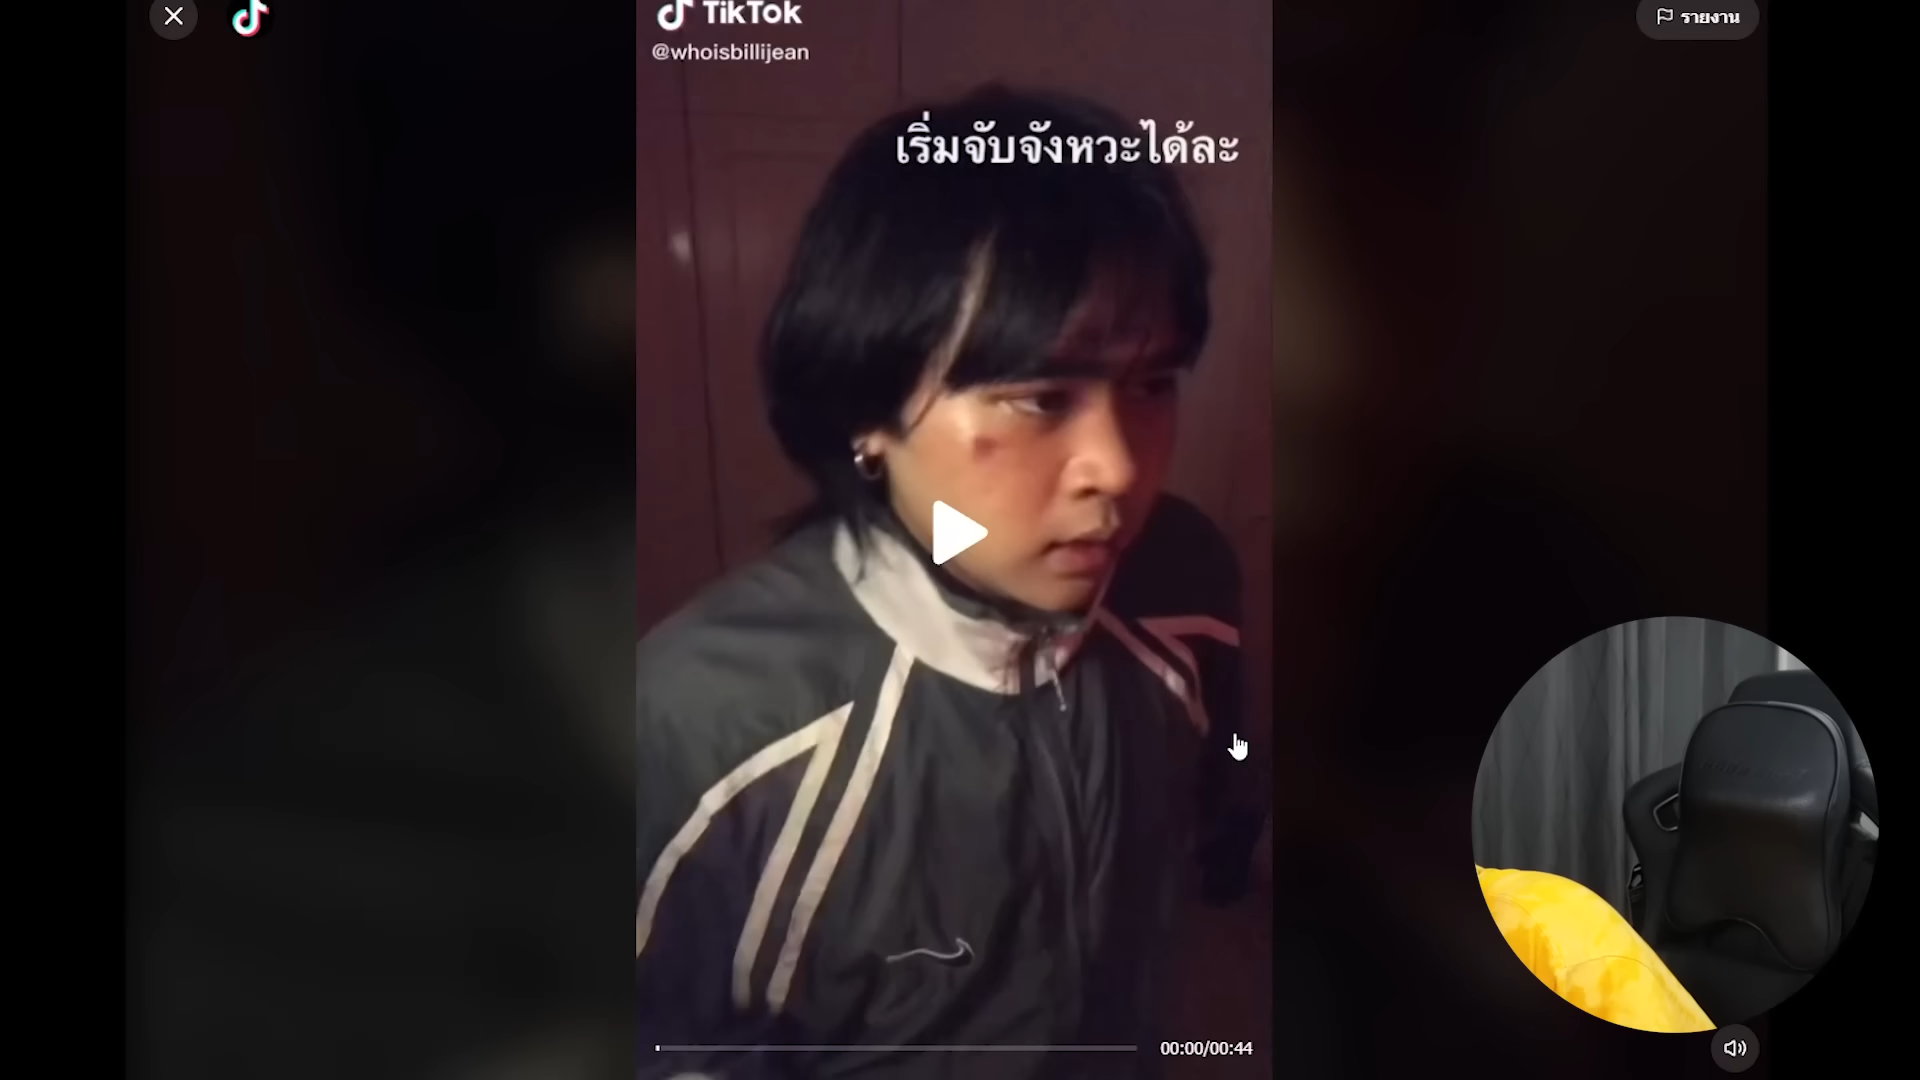 TikTok
รายงาน
@whoisbillijean
เริ่มจับจังหวะได้ละ
00:00/00:44